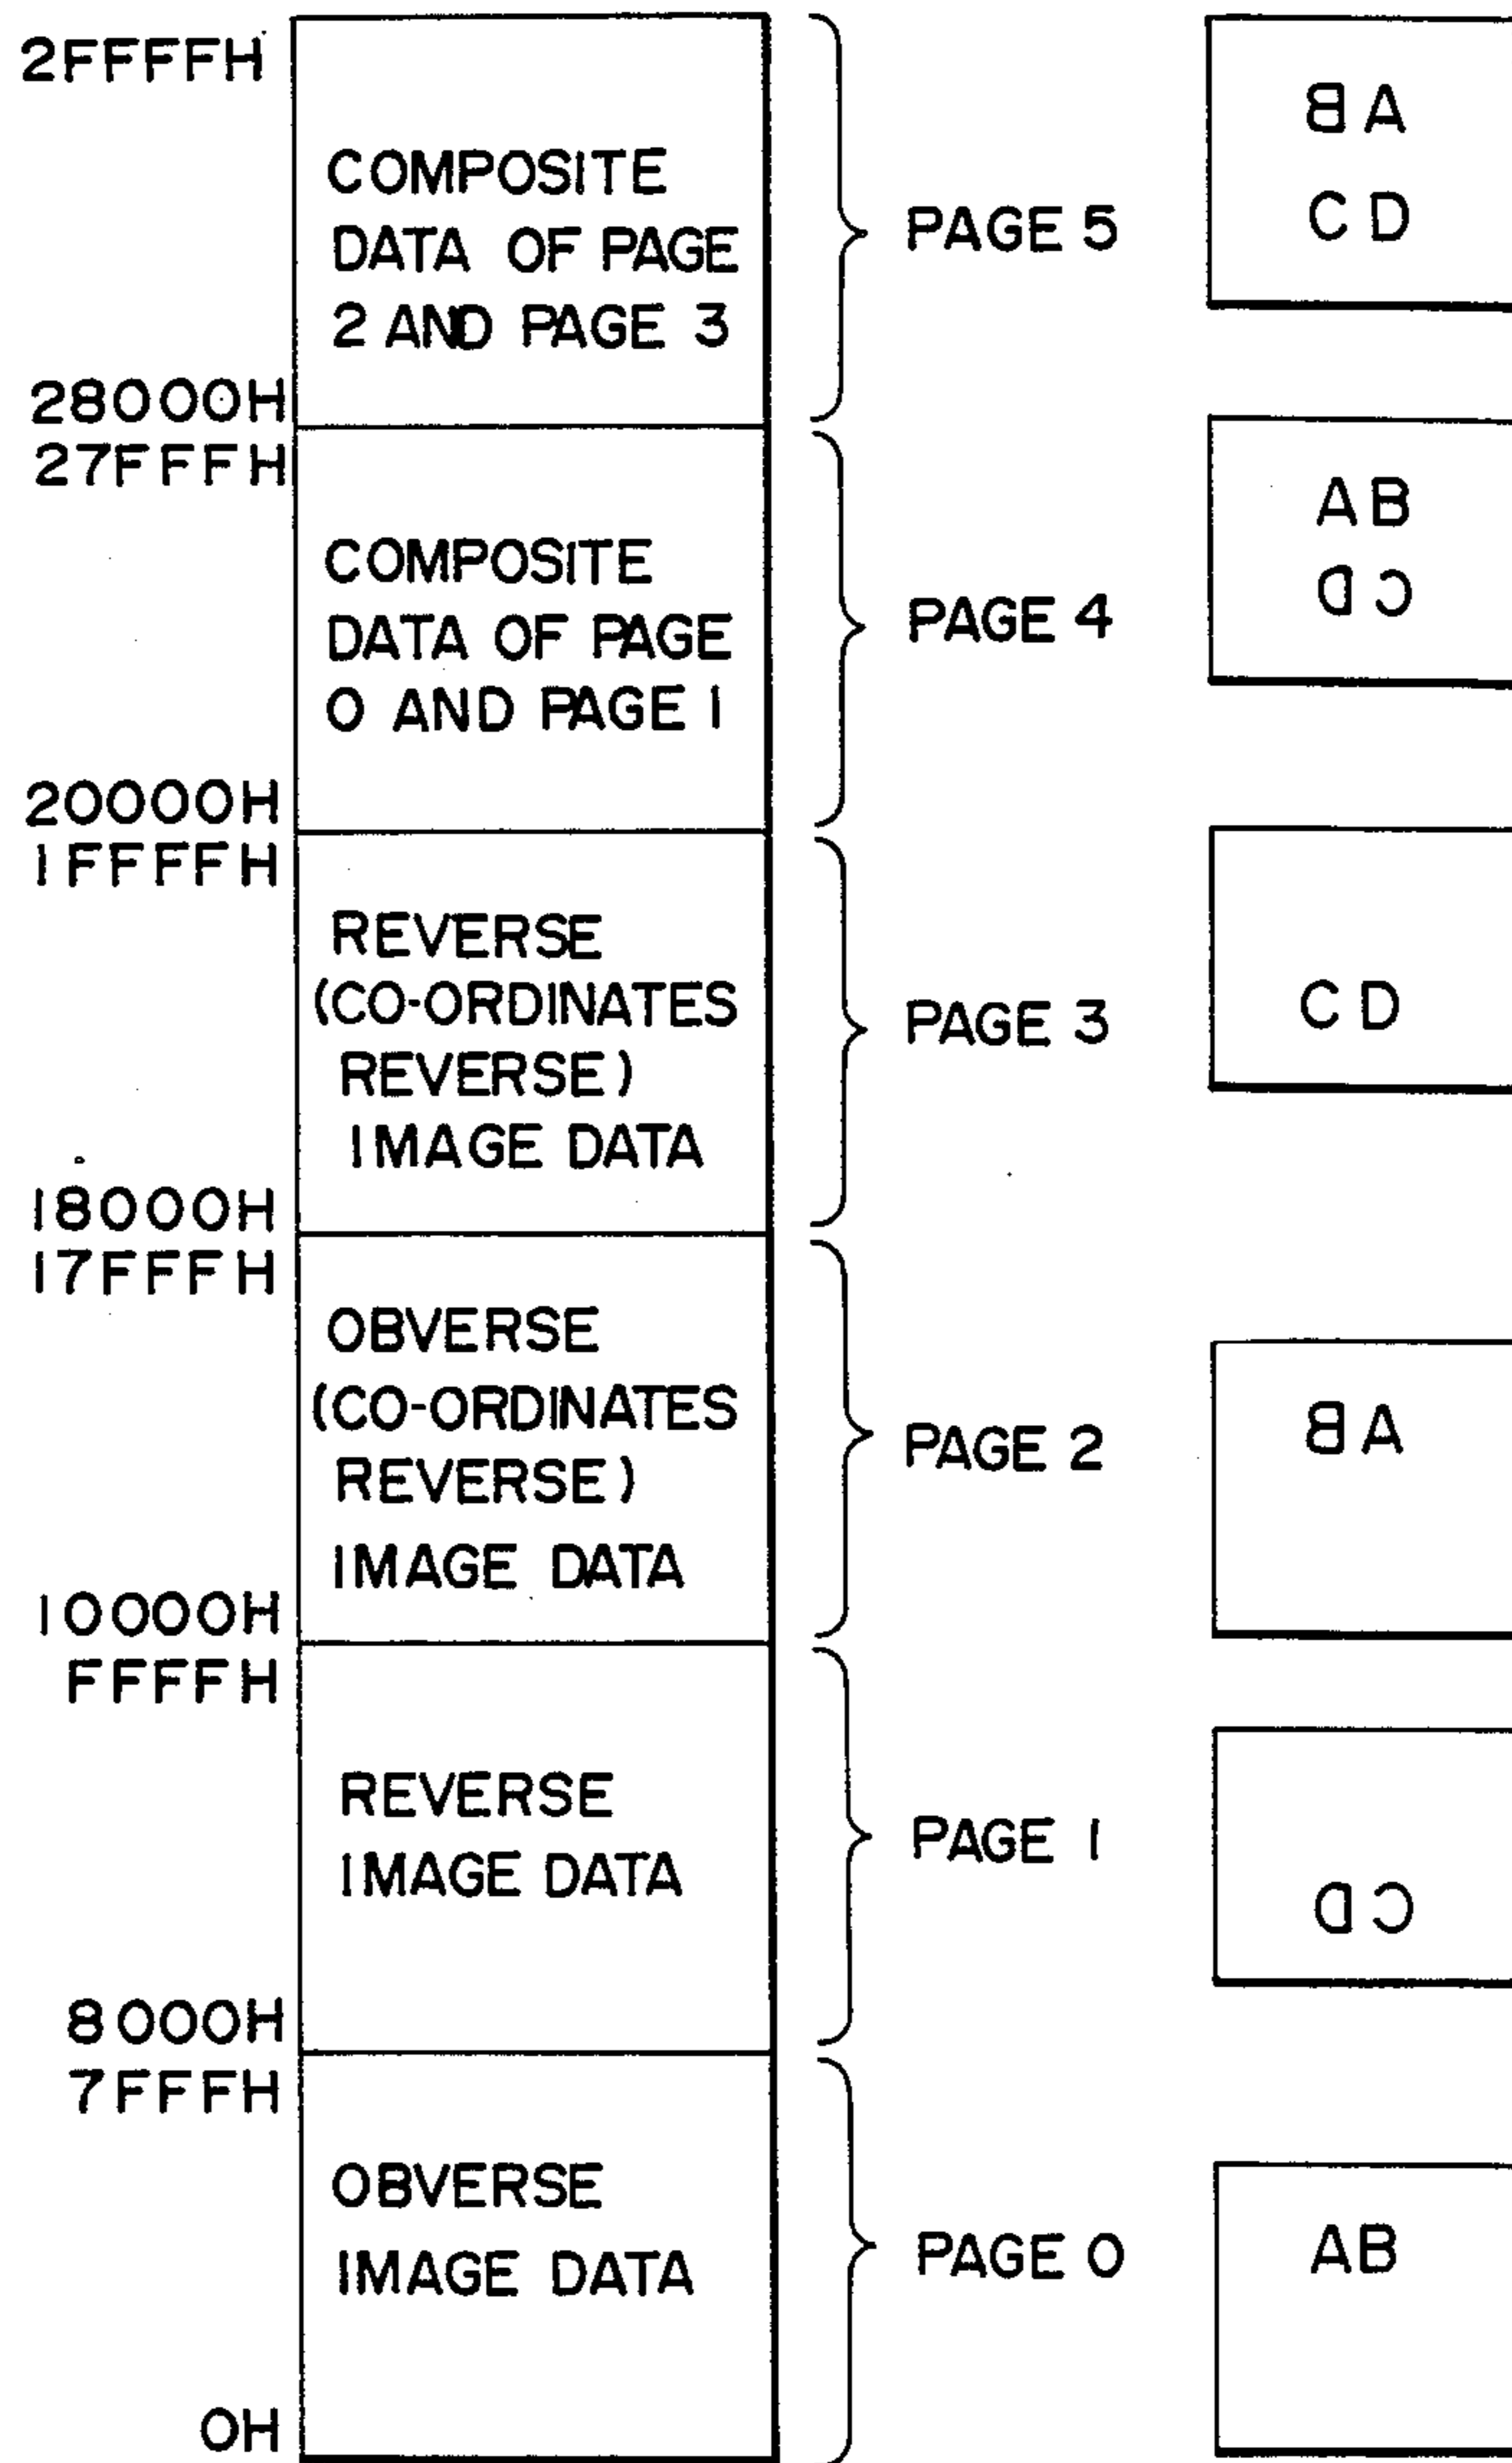 2FFFFH
COMPOSITE
DATA OF PAGE
2 AND PAGE 3
28000H
PAGE 5
BA
CD
27FFFH
COMPOSITE
DATA OF PAGE
0 AND PAGE 1
20000H
PAGE 4
AB
DC
1FFFFH
REVERSE
(CO-ORDINATES
REVERSE)
IMAGE DATA
18000H
PAGE 3
CD
17FFFH
OBVERSE
(CO-ORDINATES
REVERSE)
IMAGE DATA
10000H
PAGE 2
BA
FFFFH
REVERSE
IMAGE DATA
8000H
PAGE 1
DC
7FFFH
OBVERSE
IMAGE DATA
0H
PAGE 0
AB